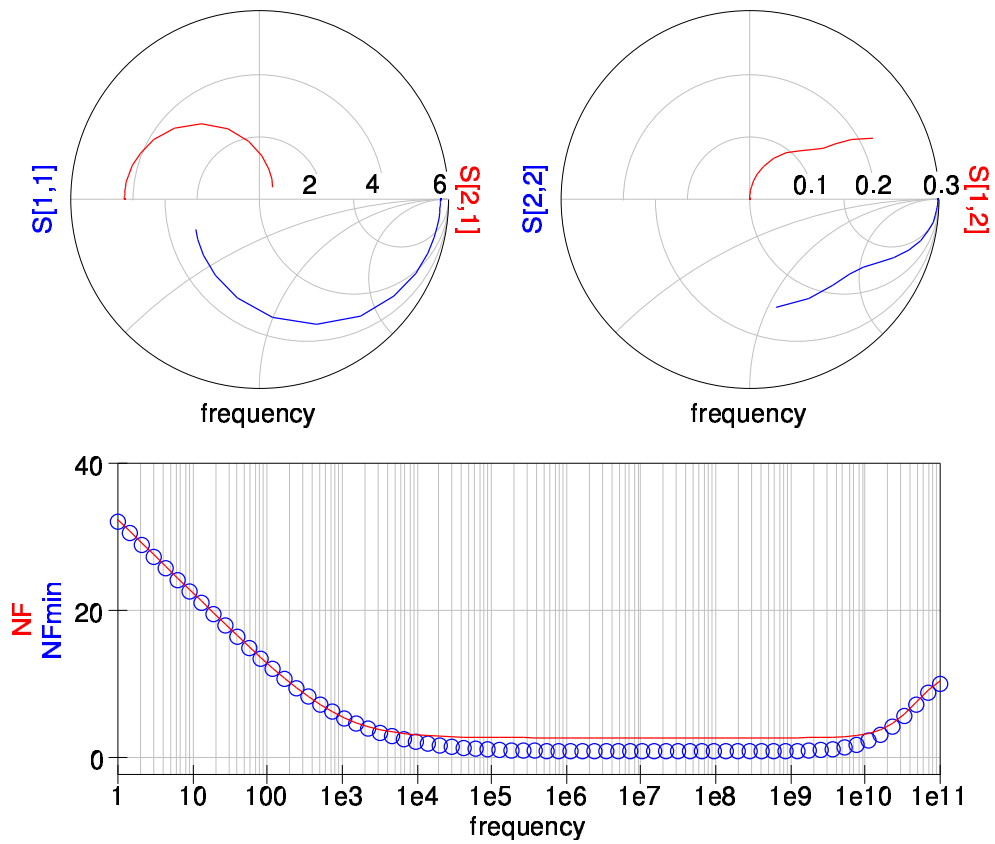 S[1,1]
2 4 6
S[2,1]
frequency
S[2,2]
0.1 0.2 0.3
S[1,2]
frequency
NF
NFmin
40
20
0
1 10 100 1e3 1e4 1e5 1e6 1e7 1e8 1e9 1e10 1e11
frequency